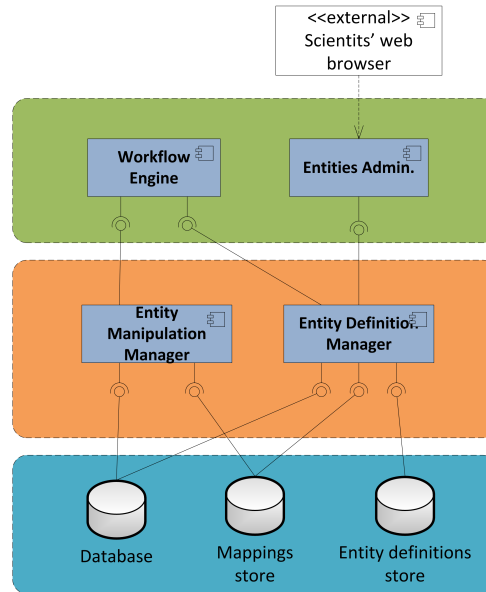 <<external>>
Scientits’ web
browser
Workflow
Engine
Entities Admin.
Entity
Manipulation
Manager
Entity Definition
Manager
Database
Mappings
store
Entity definitions
store